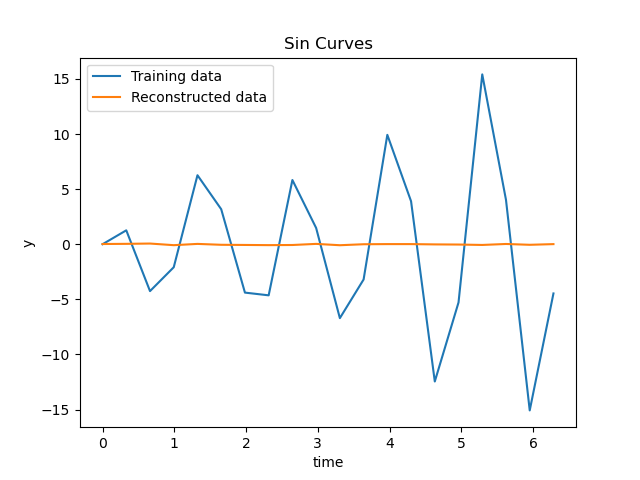 Sin Curves
Training data
Reconstructed data
15
10
5
0
−5
−10
−15
y
0 1 2 3 4 5 6
time